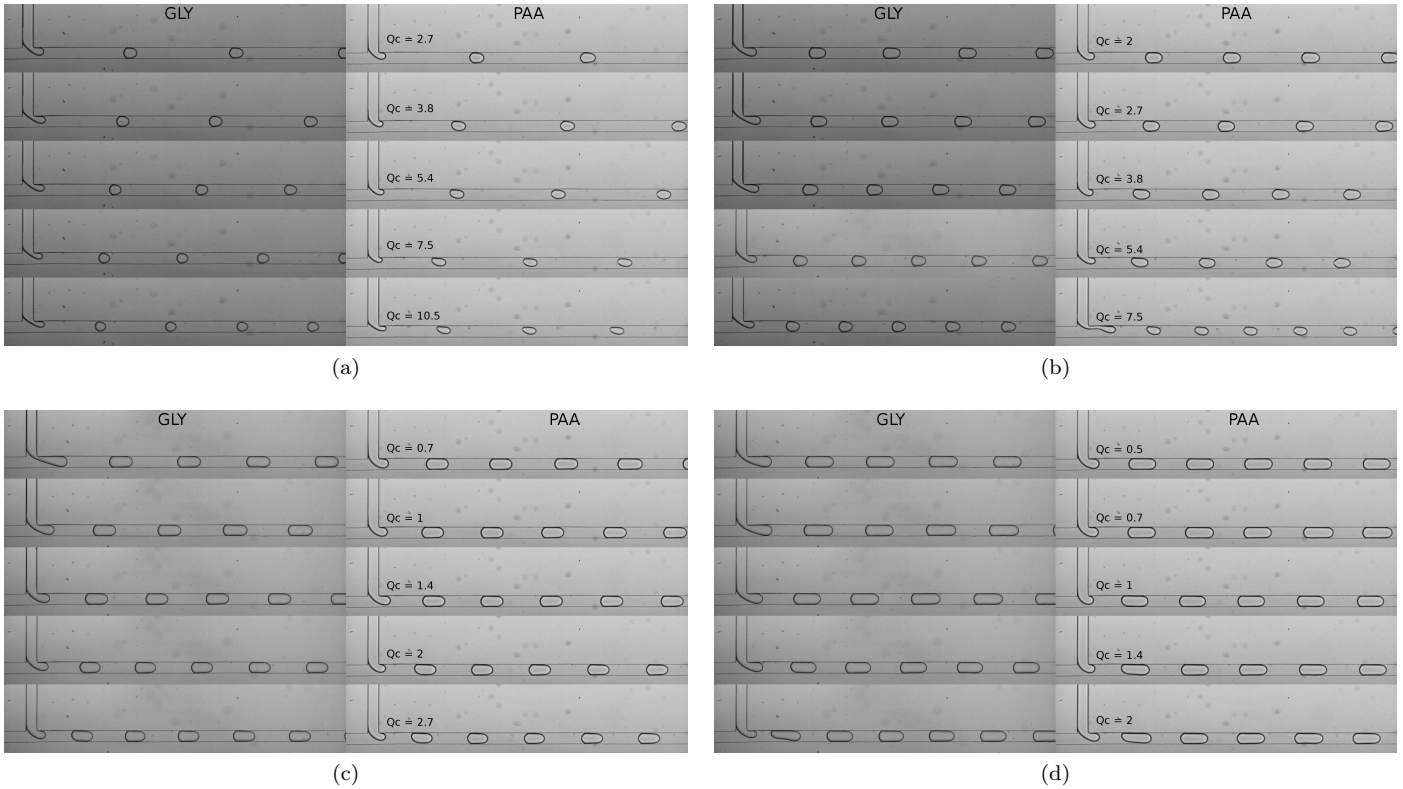 GLY PAA
Qc = 2.7
Qc = 3.8
Qc = 5.4
Qc = 7.5
Qc = 10.5
(a)
GLY PAA
Qc = 2
Qc = 2.7
Qc = 3.8
Qc = 5.4
Qc = 7.5
(b)
GLY PAA
Qc = 0.7
Qc = 1
Qc = 1.4
Qc = 2
Qc = 2.7
(c)
GLY PAA
Qc = 0.5
Qc = 0.7
Qc = 1
Qc = 1.4
Qc = 2
(d)